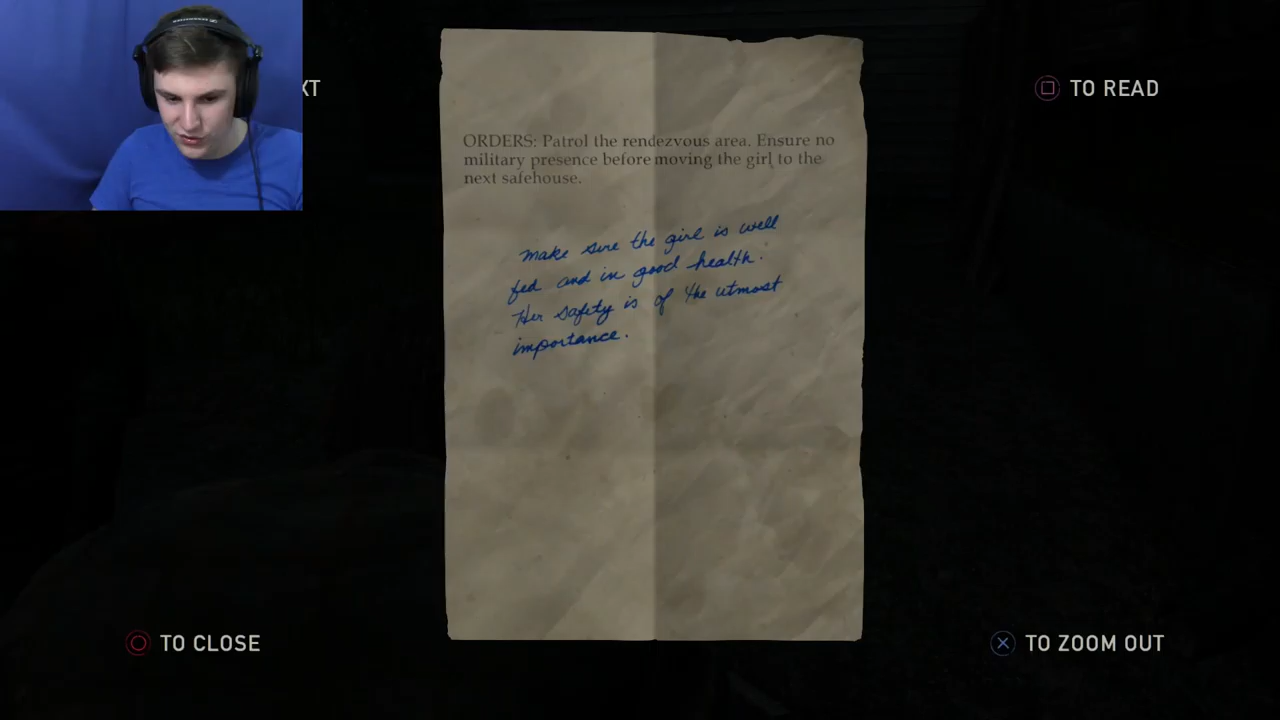 XT
TO READ
ORDERS: Patrol the rendezvous area. Ensure no
military presence before moving the girl to the
next safehouse.
Make sure the girl is well
fed and in good health.
Her safety is of the utmost
importance.
TO CLOSE
TO ZOOM OUT